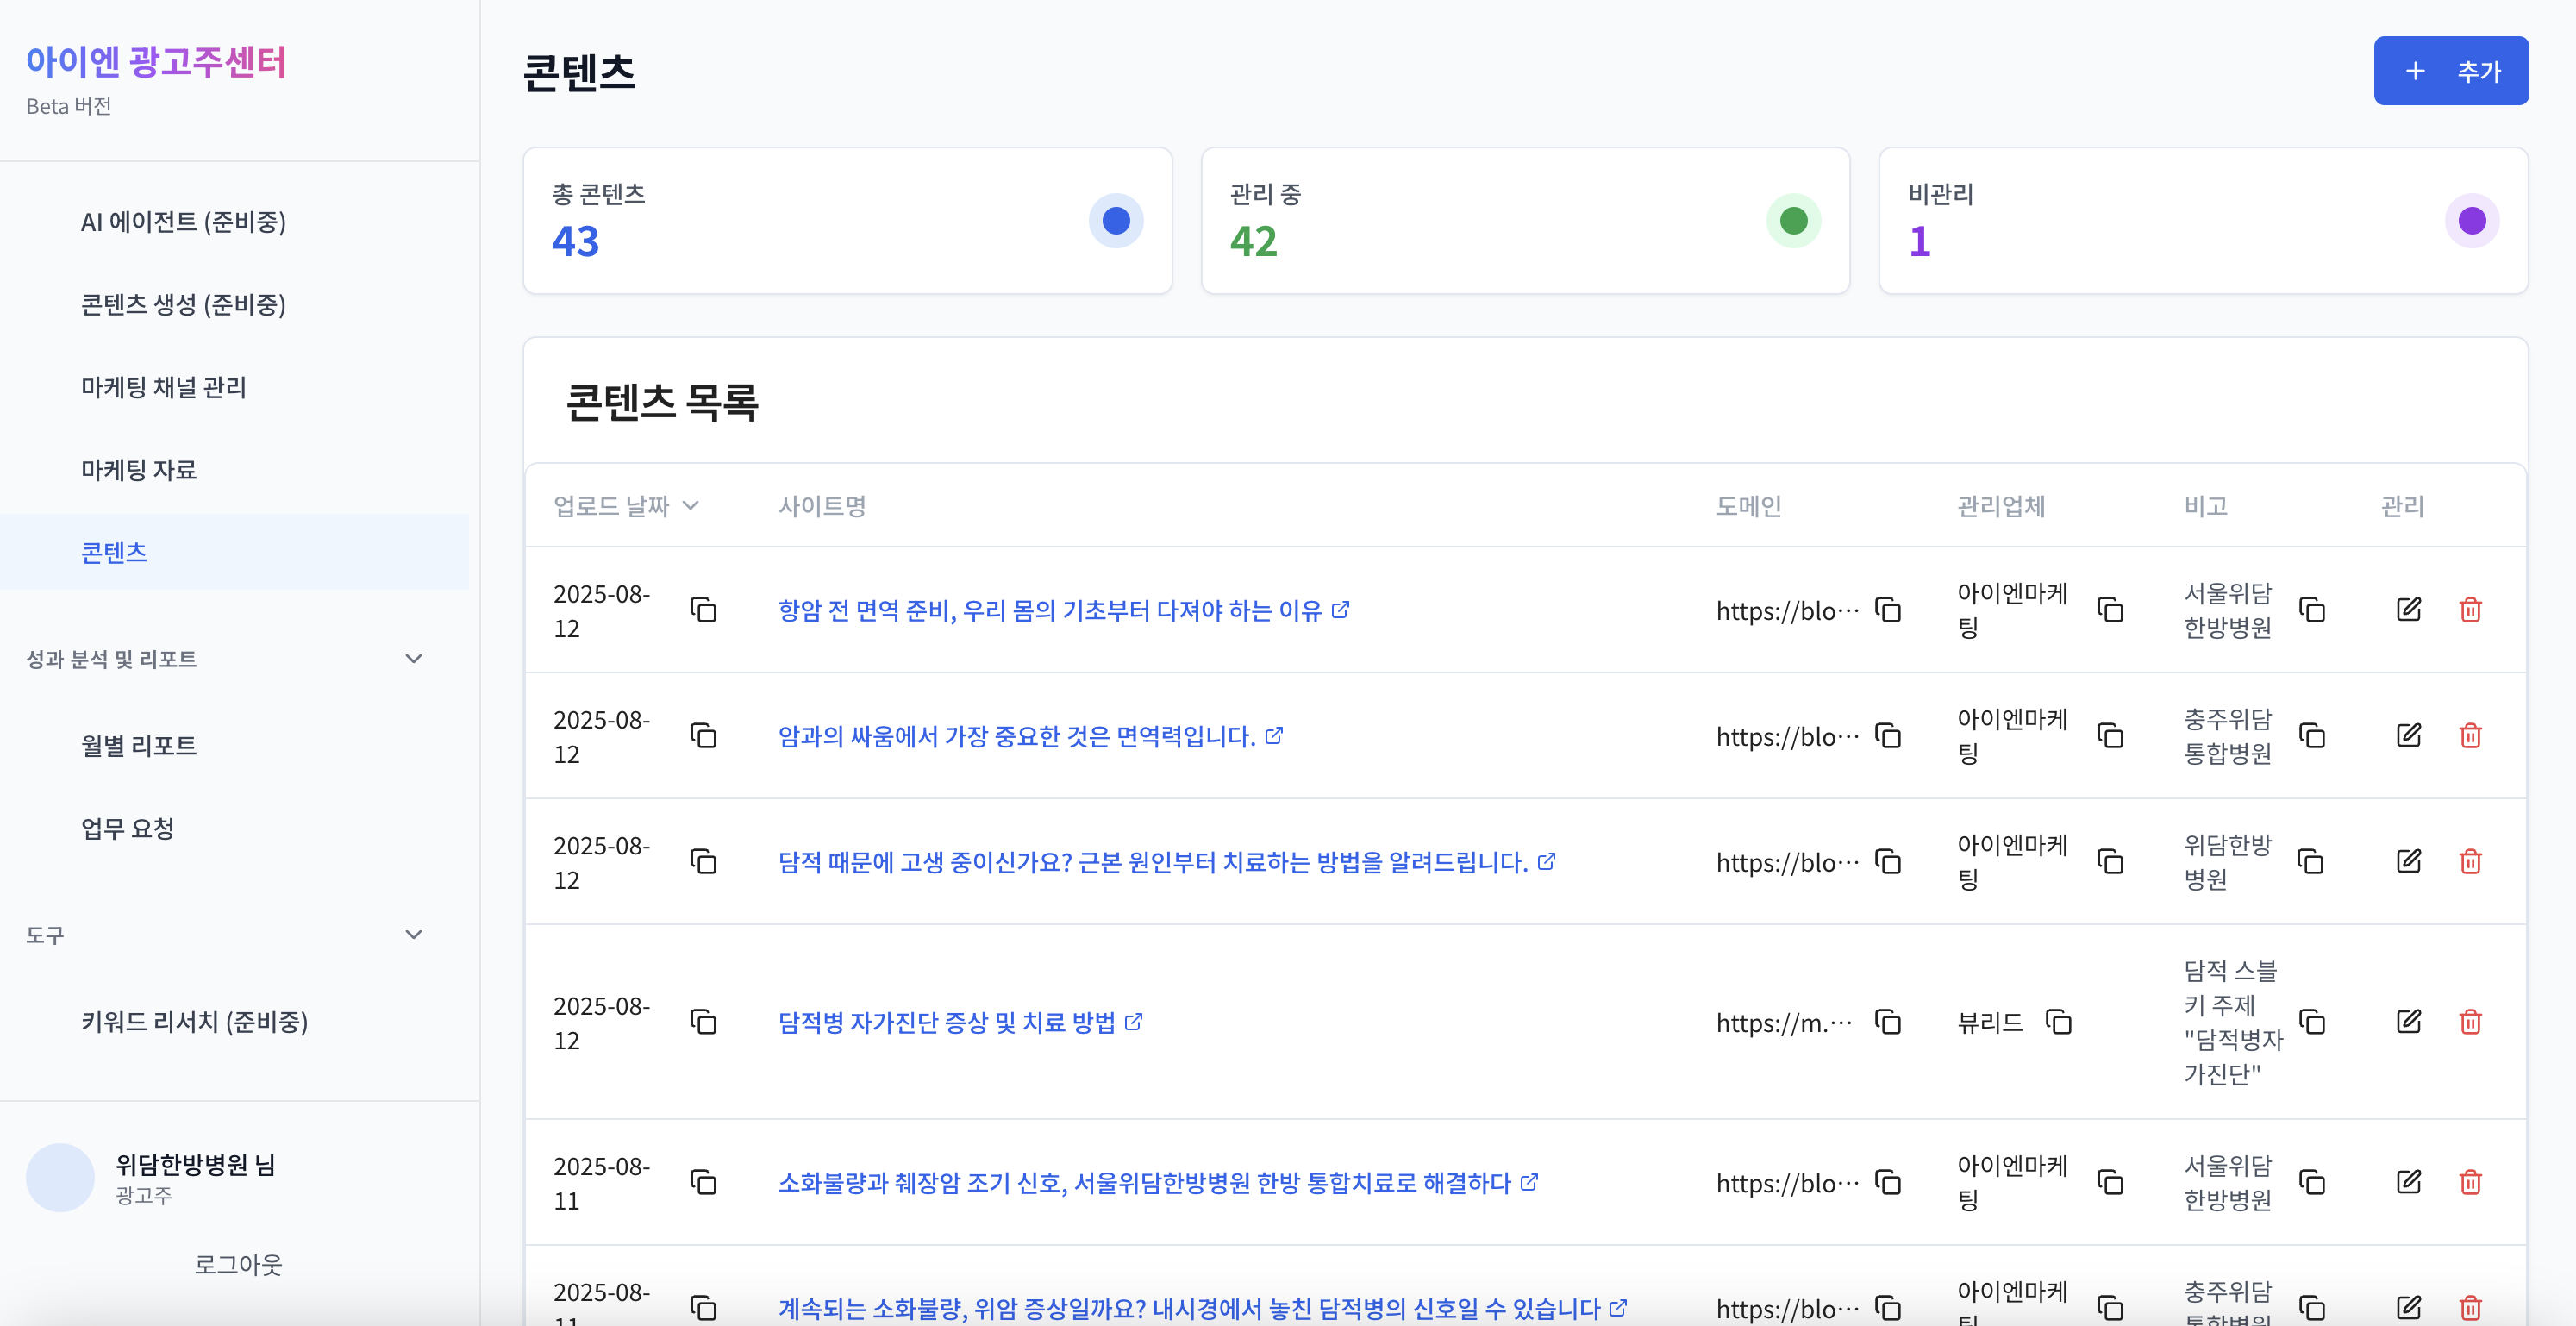 아이엔 광고주센터
Beta 버전
AI 에이전트 (준비중)
콘텐츠 생성 (준비중)
마케팅 채널 관리
마케팅 자료
콘텐츠
성과 분석 및 리포트
월별 리포트
업무 요청
도구
키워드 리서치 (준비중)
위담한방병원 님
광고주
로그아웃
콘텐츠
+ 추가
총 콘텐츠
43
관리 중
42
비관리
1
콘텐츠 목록
업로드 날짜 사이트명 도메인 관리업체 비고 관리
2025-08-
12
항암 전 면역 준비, 우리 몸의 기초부터 다져야 하는 이유
https://blo…
아이엔마케
팅
서울위담
한방병원
2025-08-
12
암과의 싸움에서 가장 중요한 것은 면역력입니다.
https://blo…
아이엔마케
팅
충주위담
통합병원
2025-08-
12
담적 때문에 고생 중이신가요? 근본 원인부터 치료하는 방법을 알려드립니다.
https://blo…
아이엔마케
팅
위담한방
병원
2025-08-
12
담적병 자가진단 증상 및 치료 방법
https://m.…
뷰리드
담적 스블
키 주제
"담적병자
가진단"
2025-08-
11
소화불량과 췌장암 조기 신호, 서울위담한방병원 한방 통합치료로 해결하다
https://blo…
아이엔마케
팅
서울위담
한방병원
2025-08-
11
계속되는 소화불량, 위암 증상일까요? 내시경에서 놓친 담적병의 신호일 수 있습니다
https://blo…
아이엔마케
팅
충주위담
통합병원